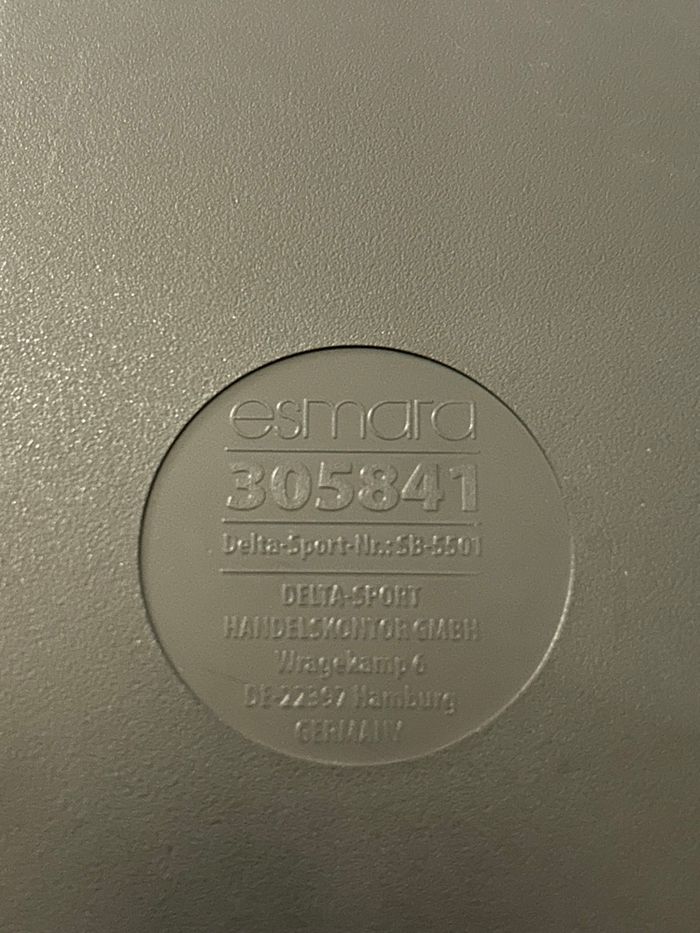 esmara
305841
Delta-Sport-Nr.: SB-5501
DELTA-SPORT
HANDELSKONTOR GMBH
Wragekamp 6
DE-22397 Hamburg
GERMANY